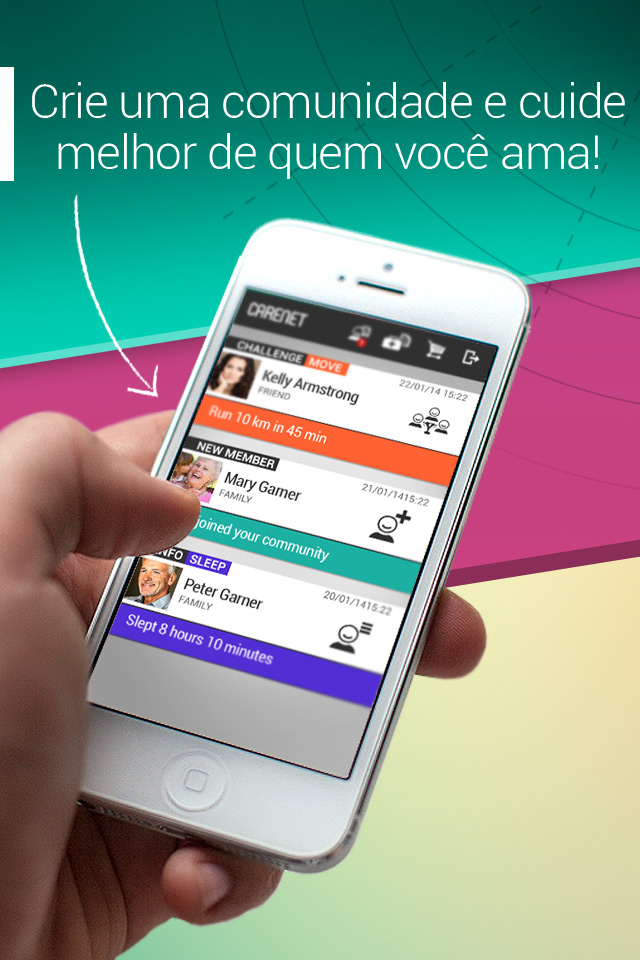 Crie uma comunidade e cuide
melhor de quem você ama!
CARENET
CHALLENGE MOVE
Kelly Armstrong
22/01/14 15:22
FRIEND
Run 10 km in 45 min
NEW MEMBER
Mary Garner
21/01/1415:22
FAMILY
joined your community
INFO SLEEP
Peter Garner
20/01/1415:22
FAMILY
Slept 8 hours 10 minutes